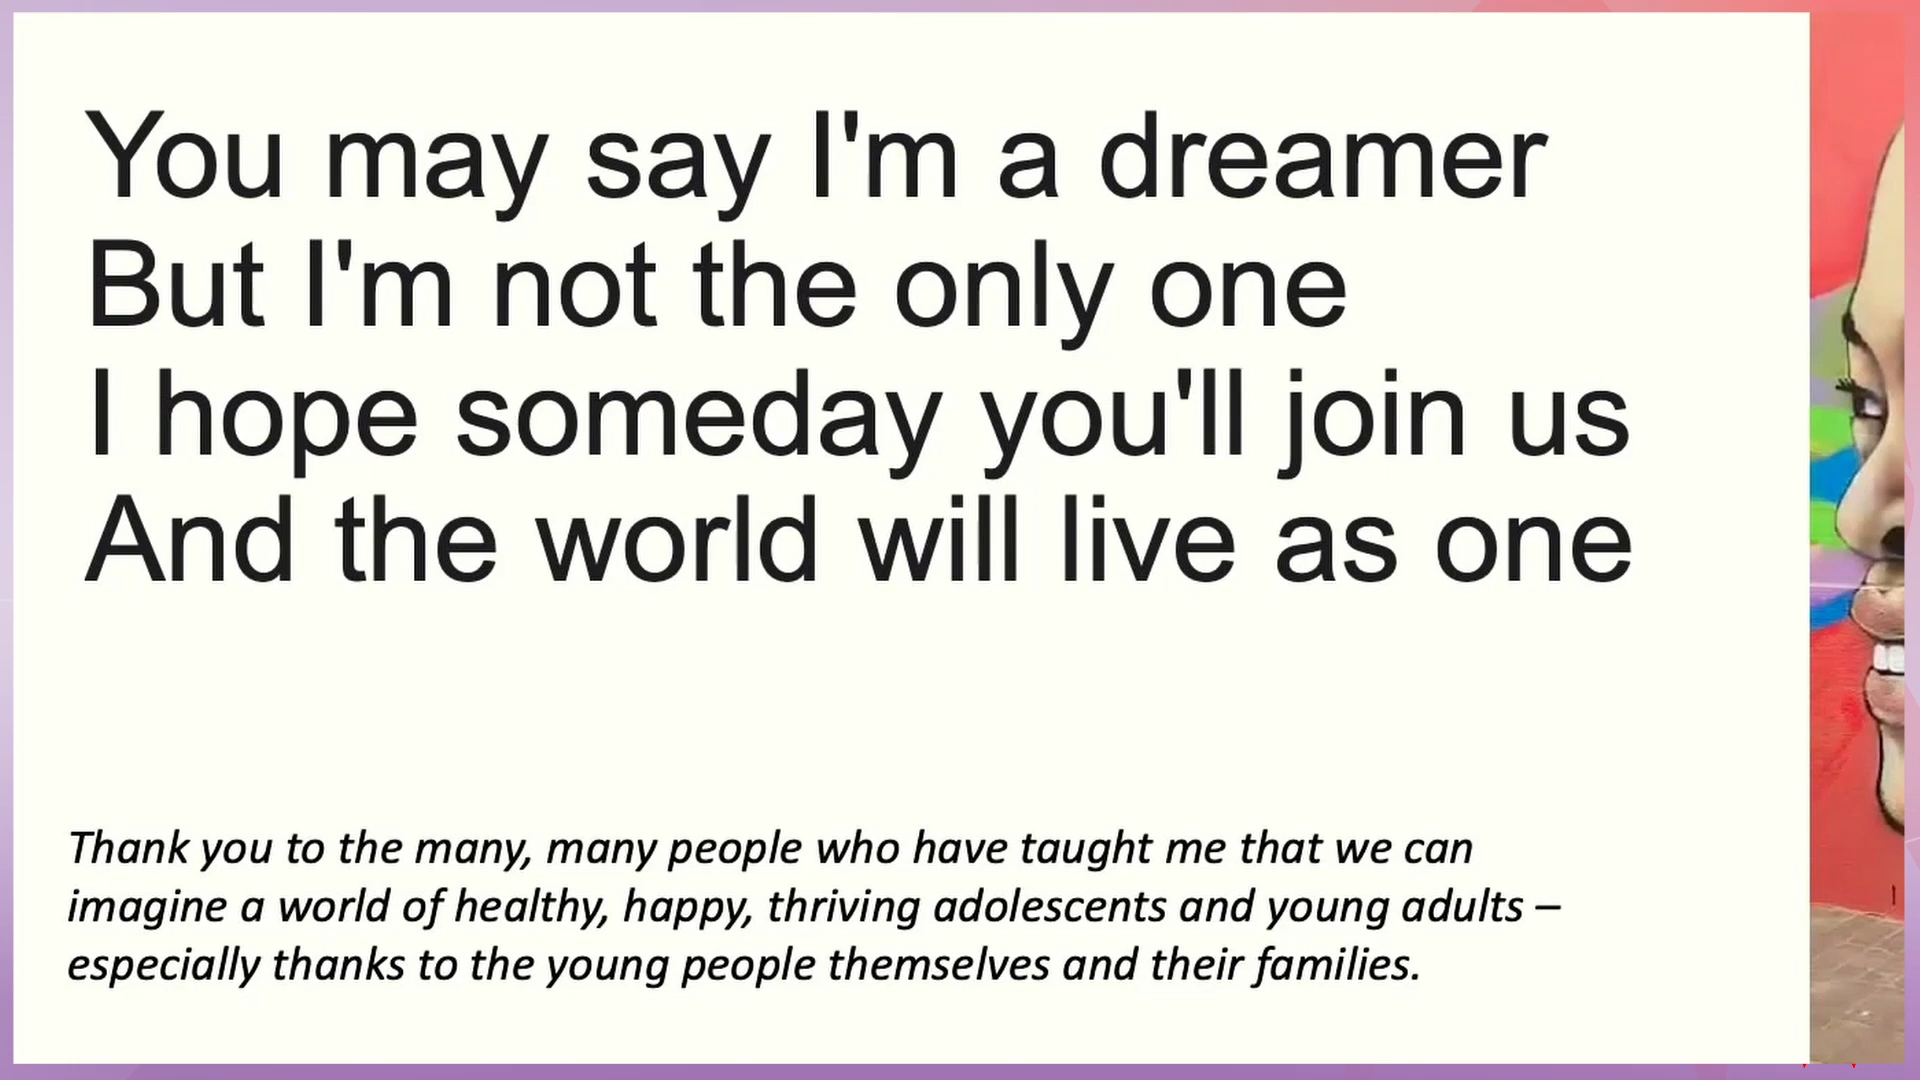 You may say I'm a dreamer
But I'm not the only one
I hope someday you'll join us
And the world will live as one
Thank you to the many, many people who have taught me that we can
imagine a world of healthy, happy, thriving adolescents and young adults –
especially thanks to the young people themselves and their families.